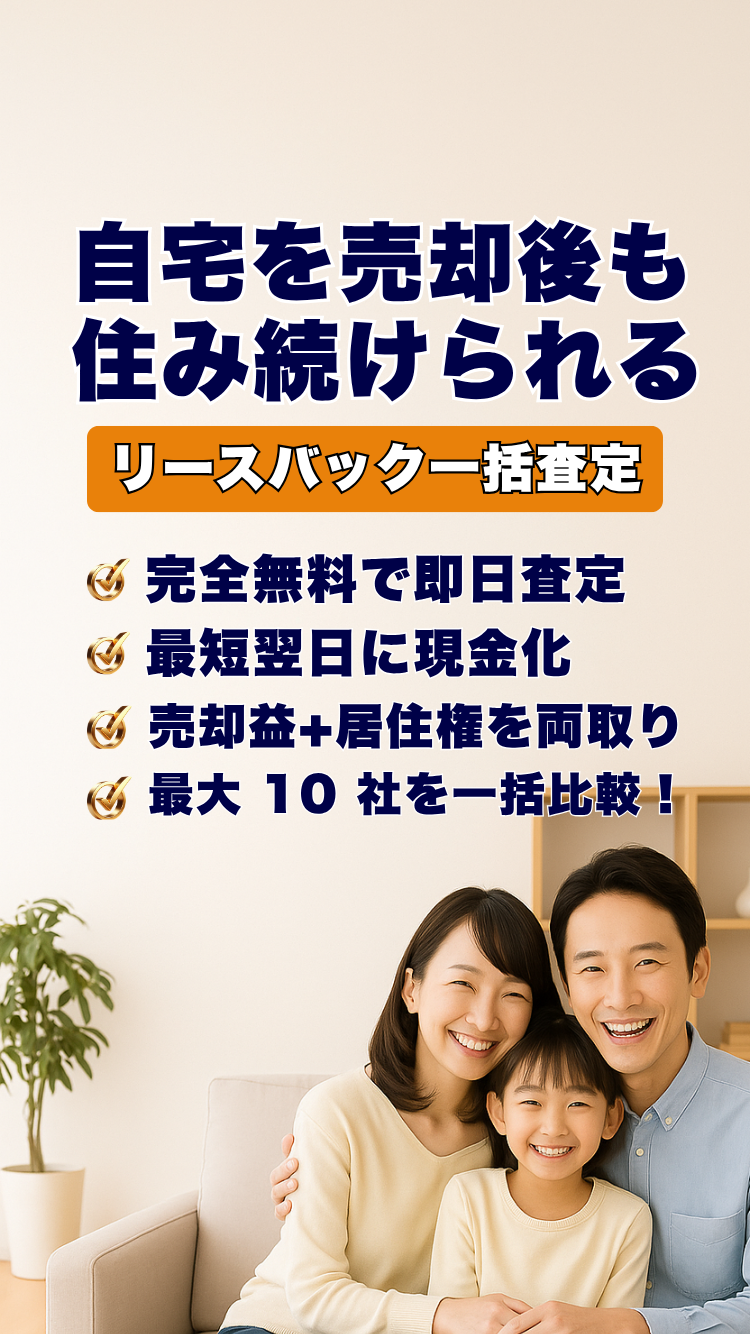 自宅を売却後も
住み続けられる
リースバック一括査定
完全無料で即日査定
最短翌日に現金化
売却益+居住権を両取り
最大 10 社を一括比較！